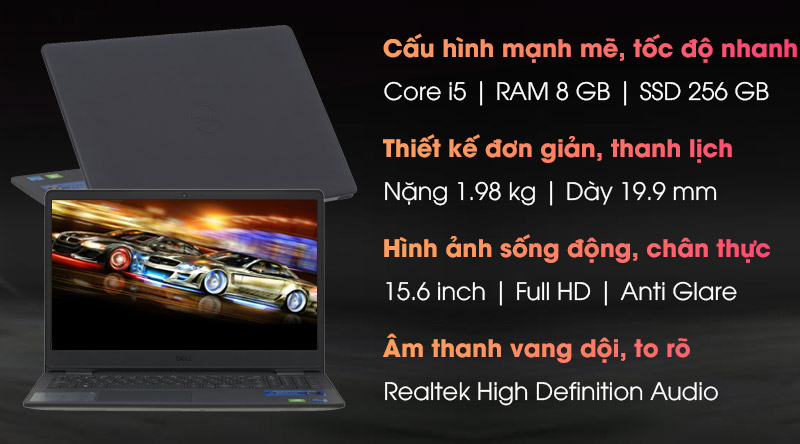 Cấu hình mạnh mẽ, tốc độ nhanh
Core i5 | RAM 8 GB | SSD 256 GB
Thiết kế đơn giản, thanh lịch
Nặng 1.98 kg | Dày 19.9 mm
Hình ảnh sống động, chân thực
15.6 inch | Full HD | Anti Glare
Âm thanh vang dội, to rõ
Realtek High Definition Audio
DELL